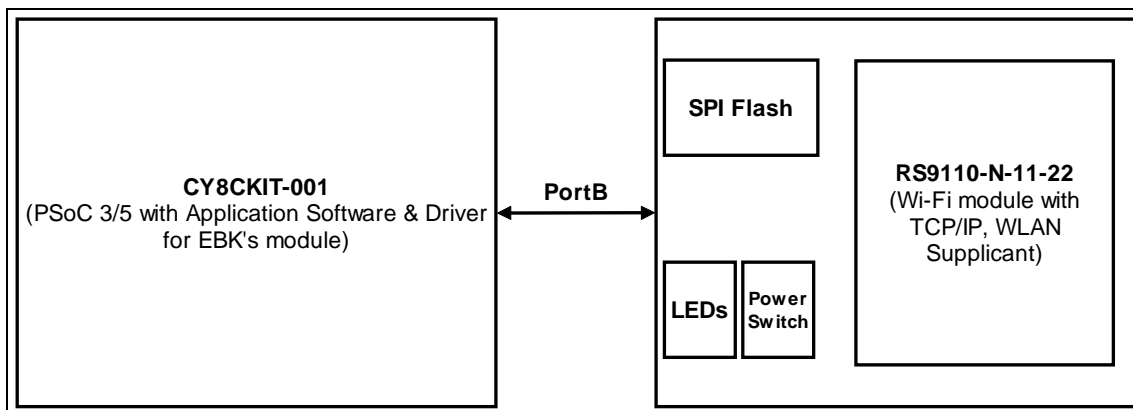 CY8CKIT-001
(PSoC 3/5 with Application Software & Driver
for EBK's module)
PortB
SPI Flash
LEDs
Power
Switch
RS9110-N-11-22
(Wi-Fi module with
TCP/IP, WLAN
Supplicant)